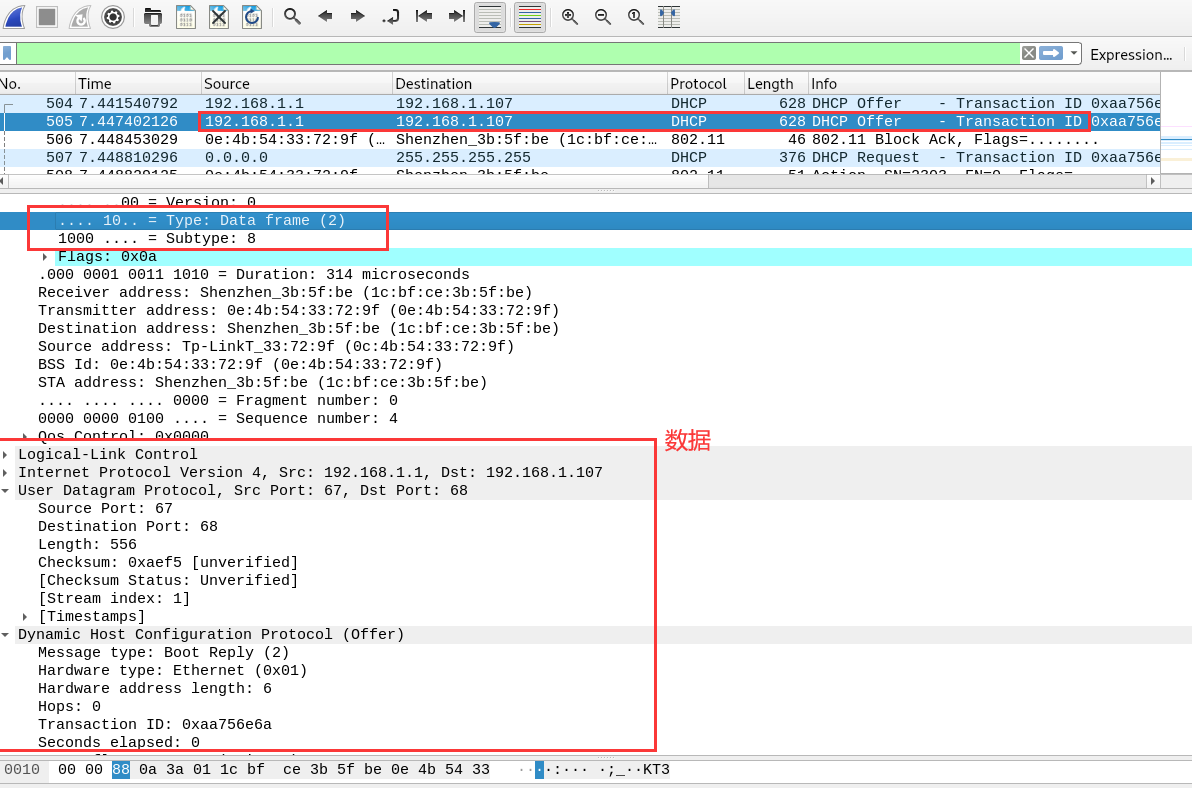 Expression...
No. Time Source Destination Protocol Length Info
504 7.441540792 192.168.1.1 192.168.1.107 DHCP 628 DHCP Offer - Transaction ID 0xaa756e
505 7.447402126 192.168.1.1 192.168.1.107 DHCP 628 DHCP Offer - Transaction ID 0xaa756e
506 7.448453029 0e:4b:54:33:72:9f (… Shenzhen_3b:5f:be (1c:bf:ce:… 802.11 46 802.11 Block Ack, Flags=........
507 7.448810296 0.0.0.0 255.255.255.255 DHCP 376 DHCP Request - Transaction ID 0xaa756e
.... ..00 = Version: 0
.... 10.. = Type: Data frame (2)
1000 .... = Subtype: 8
Flags: 0x0a
.000 0001 0011 1010 = Duration: 314 microseconds
Receiver address: Shenzhen_3b:5f:be (1c:bf:ce:3b:5f:be)
Transmitter address: 0e:4b:54:33:72:9f (0e:4b:54:33:72:9f)
Destination address: Shenzhen_3b:5f:be (1c:bf:ce:3b:5f:be)
Source address: Tp-LinkT_33:72:9f (0c:4b:54:33:72:9f)
BSS Id: 0e:4b:54:33:72:9f (0e:4b:54:33:72:9f)
STA address: Shenzhen_3b:5f:be (1c:bf:ce:3b:5f:be)
.... .... .... 0000 = Fragment number: 0
0000 0000 0100 .... = Sequence number: 4
Qos Control: 0x0000
数据
Logical-Link Control
Internet Protocol Version 4, Src: 192.168.1.1, Dst: 192.168.1.107
User Datagram Protocol, Src Port: 67, Dst Port: 68
Source Port: 67
Destination Port: 68
Length: 556
Checksum: 0xaef5 [unverified]
[Checksum Status: Unverified]
[Stream index: 1]
[Timestamps]
Dynamic Host Configuration Protocol (Offer)
Message type: Boot Reply (2)
Hardware type: Ethernet (0x01)
Hardware address length: 6
Hops: 0
Transaction ID: 0xaa756e6a
Seconds elapsed: 0
0010 00 00 88 0a 3a 01 1c bf ce 3b 5f be 0e 4b 54 33 ····:··· ·;_··KT3